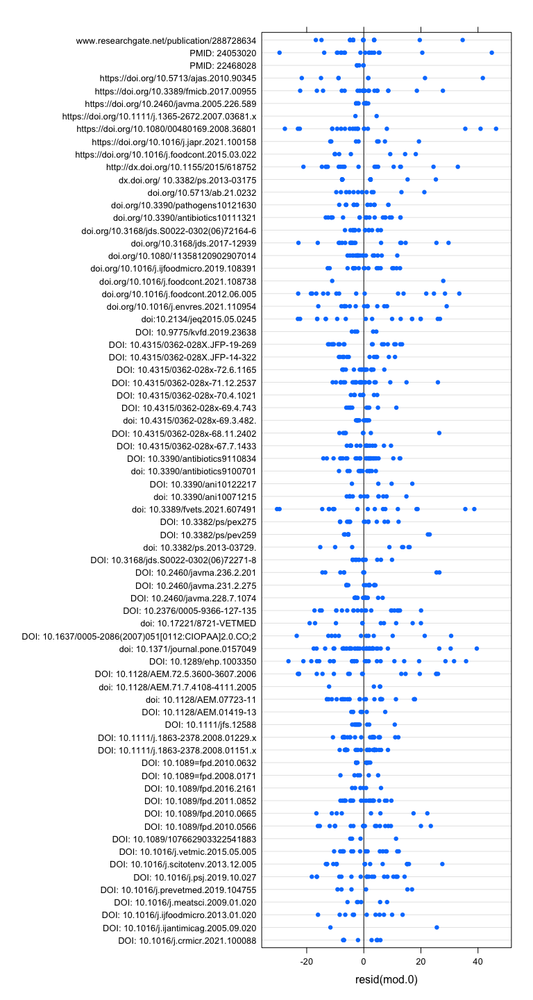 www.researchgate.net/publication/288728634
PMID: 24053020
PMID: 22468028
https://doi.org/10.5713/ajas.2010.90345
https://doi.org/10.3389/fmicb.2017.00955
https://doi.org/10.2460/javma.2005.226.589
https://doi.org/10.1111/j.1365-2672.2007.03681.x
https://doi.org/10.1080/00480169.2008.36801
https://doi.org/10.1016/j.japr.2021.100158
https://doi.org/10.1016/j.foodcont.2015.03.022
http://dx.doi.org/10.1155/2015/618752
dx.doi.org/ 10.3382/ps.2013-03175
doi.org/10.5713/ab.21.0232
doi.org/10.3390/pathogens10121630
doi.org/10.3390/antibiotics10111321
doi.org/10.3168/jds.S0022-0302(06)72164-6
doi.org/10.3168/jds.2017-12939
doi.org/10.1080/11358120902907014
doi.org/10.1016/j.ijfoodmicro.2019.108391
doi.org/10.1016/j.foodcont.2021.108738
doi.org/10.1016/j.foodcont.2012.06.005
doi.org/10.1016/j.envres.2021.110954
doi:10.2134/jeq2015.05.0245
DOI: 10.9775/kvfd.2019.23638
DOI: 10.4315/0362-028X.JFP-19-269
DOI: 10.4315/0362-028X.JFP-14-322
DOI: 10.4315/0362-028x-72.6.1165
DOI: 10.4315/0362-028x-71.12.2537
DOI: 10.4315/0362-028x-70.4.1021
DOI: 10.4315/0362-028x-69.4.743
doi: 10.4315/0362-028x-69.3.482.
DOI: 10.4315/0362-028x-68.11.2402
DOI: 10.4315/0362-028x-67.7.1433
DOI: 10.3390/antibiotics9110834
doi: 10.3390/antibiotics9100701
DOI: 10.3390/ani10122217
doi: 10.3390/ani10071215
doi: 10.3389/fvets.2021.607491
DOI: 10.3382/ps/pex275
DOI: 10.3382/ps/pev259
doi: 10.3382/ps.2013-03729.
DOI: 10.3168/jds.S0022-0302(06)72271-8
DOI: 10.2460/javma.236.2.201
DOI: 10.2460/javma.231.2.275
DOI: 10.2460/javma.228.7.1074
DOI: 10.2376/0005-9366-127-135
doi: 10.17221/8721-VETMED
DOI: 10.1637/0005-2086(2007)051[0112:CIOPAA]2.0.CO;2
doi: 10.1371/journal.pone.0157049
DOI: 10.1289/ehp.1003350
DOI: 10.1128/AEM.72.5.3600-3607.2006
doi: 10.1128/AEM.71.7.4108-4111.2005
doi: 10.1128/AEM.07723-11
DOI: 10.1128/AEM.01419-13
DOI: 10.1111/jfs.12588
DOI: 10.1111/j.1863-2378.2008.01229.x
DOI: 10.1111/j.1863-2378.2008.01151.x
DOI: 10.1089=fpd.2010.0632
DOI: 10.1089=fpd.2008.0171
DOI: 10.1089/fpd.2016.2161
DOI: 10.1089/fpd.2011.0852
DOI: 10.1089/fpd.2010.0665
DOI: 10.1089/fpd.2010.0566
DOI: 10.1089/107662903322541883
DOI: 10.1016/j.vetmic.2015.05.005
DOI: 10.1016/j.scitotenv.2013.12.005
DOI: 10.1016/j.psj.2019.10.027
DOI: 10.1016/j.prevetmed.2019.104755
DOI: 10.1016/j.meatsci.2009.01.020
DOI: 10.1016/j.ijfoodmicro.2013.01.020
DOI: 10.1016/j.ijantimicag.2005.09.020
DOI: 10.1016/j.crmicr.2021.100088
-20 0 20 40
resid(mod.0)